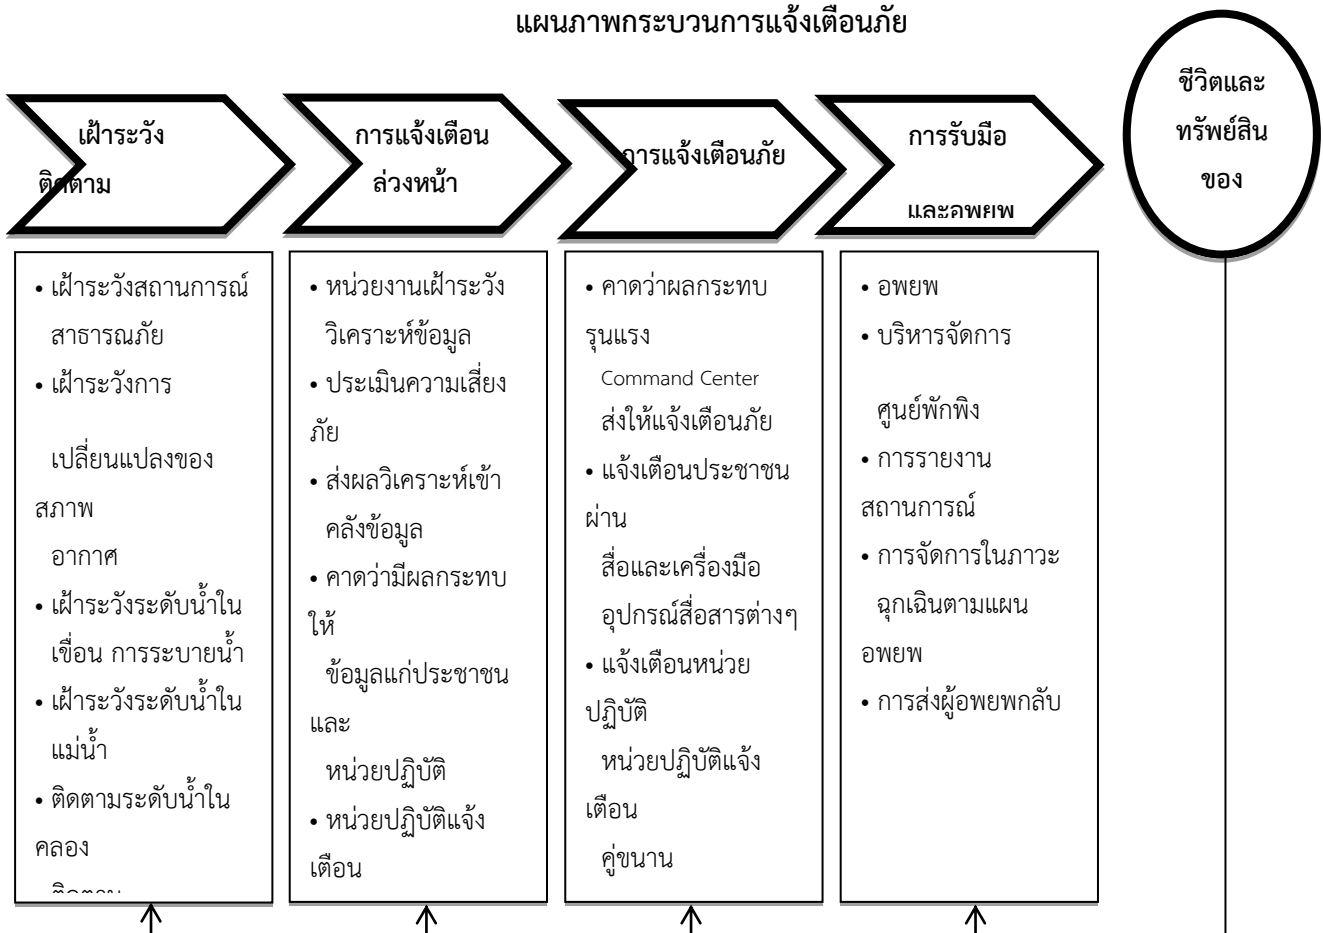 แผนภาพกระบวนการแจ้งเตือนภัย
เฝ้าระวัง
ติดตาม
การแจ้งเตือน
ล่วงหน้า
การแจ้งเตือนภัย
การรับมือ
และอพยพ
ชีวิตและ
ทรัพย์สิน
ของ
• เฝ้าระวังสถานการณ์
สาธารณภัย
• เฝ้าระวังการ
เปลี่ยนแปลงของ
สภาพ
อากาศ
• เฝ้าระวังระดับน้ำใน
เขื่อน การระบายน้ำ
• เฝ้าระวังระดับน้ำใน
แม่น้ำ
• ติดตามระดับน้ำใน
คลอง
• หน่วยงานเฝ้าระวัง
วิเคราะห์ข้อมูล
• ประเมินความเสี่ยง
ภัย
• ส่งผลวิเคราะห์เข้า
คลังข้อมูล
• คาดว่ามีผลกระทบ
ให้
ข้อมูลแก่ประชาชน
และ
หน่วยปฏิบัติ
• หน่วยปฏิบัติแจ้ง
เตือน
• คาดว่าผลกระทบ
รุนแรง
Command Center
ส่งให้แจ้งเตือนภัย
• แจ้งเตือนประชาชน
ผ่าน
สื่อและเครื่องมือ
อุปกรณ์สื่อสารต่างๆ
• แจ้งเตือนหน่วย
ปฏิบัติ
หน่วยปฏิบัติแจ้ง
เตือน
คู่ขนาน
• อพยพ
• บริหารจัดการ
ศูนย์พักพิง
• การรายงาน
สถานการณ์
• การจัดการในภาวะ
ฉุกเฉินตามแผน
อพยพ
• การส่งผู้อพยพกลับ